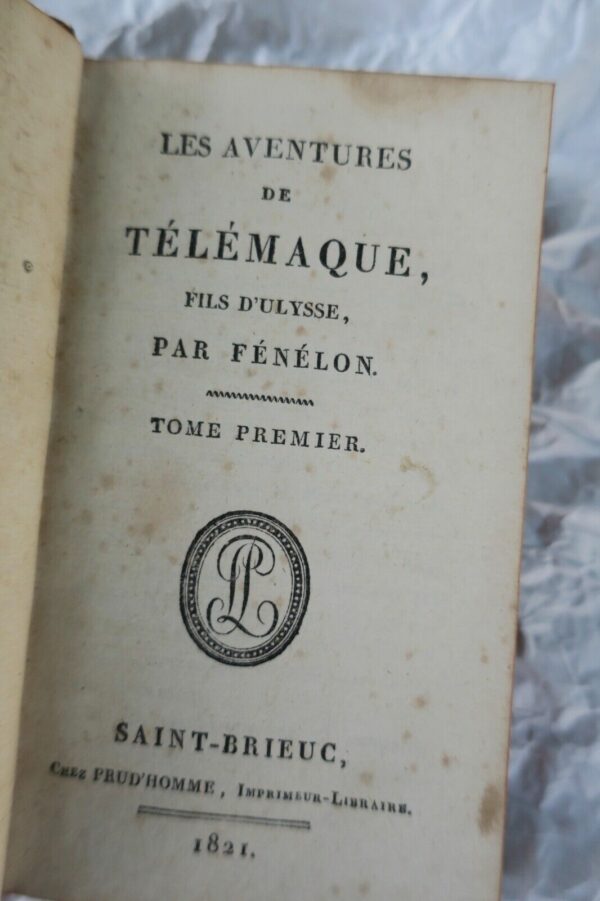 LES AVENTURES
DE
TÉLÉMAQUE,
FILS D'ULYSSE,
PAR FÉNÉLON.
TOME PREMIER.
PL
SAINT-BRIEUC,
CHEZ PRUD'HOMME, IMPRIMEUR-LIBRAIRE.
1821.